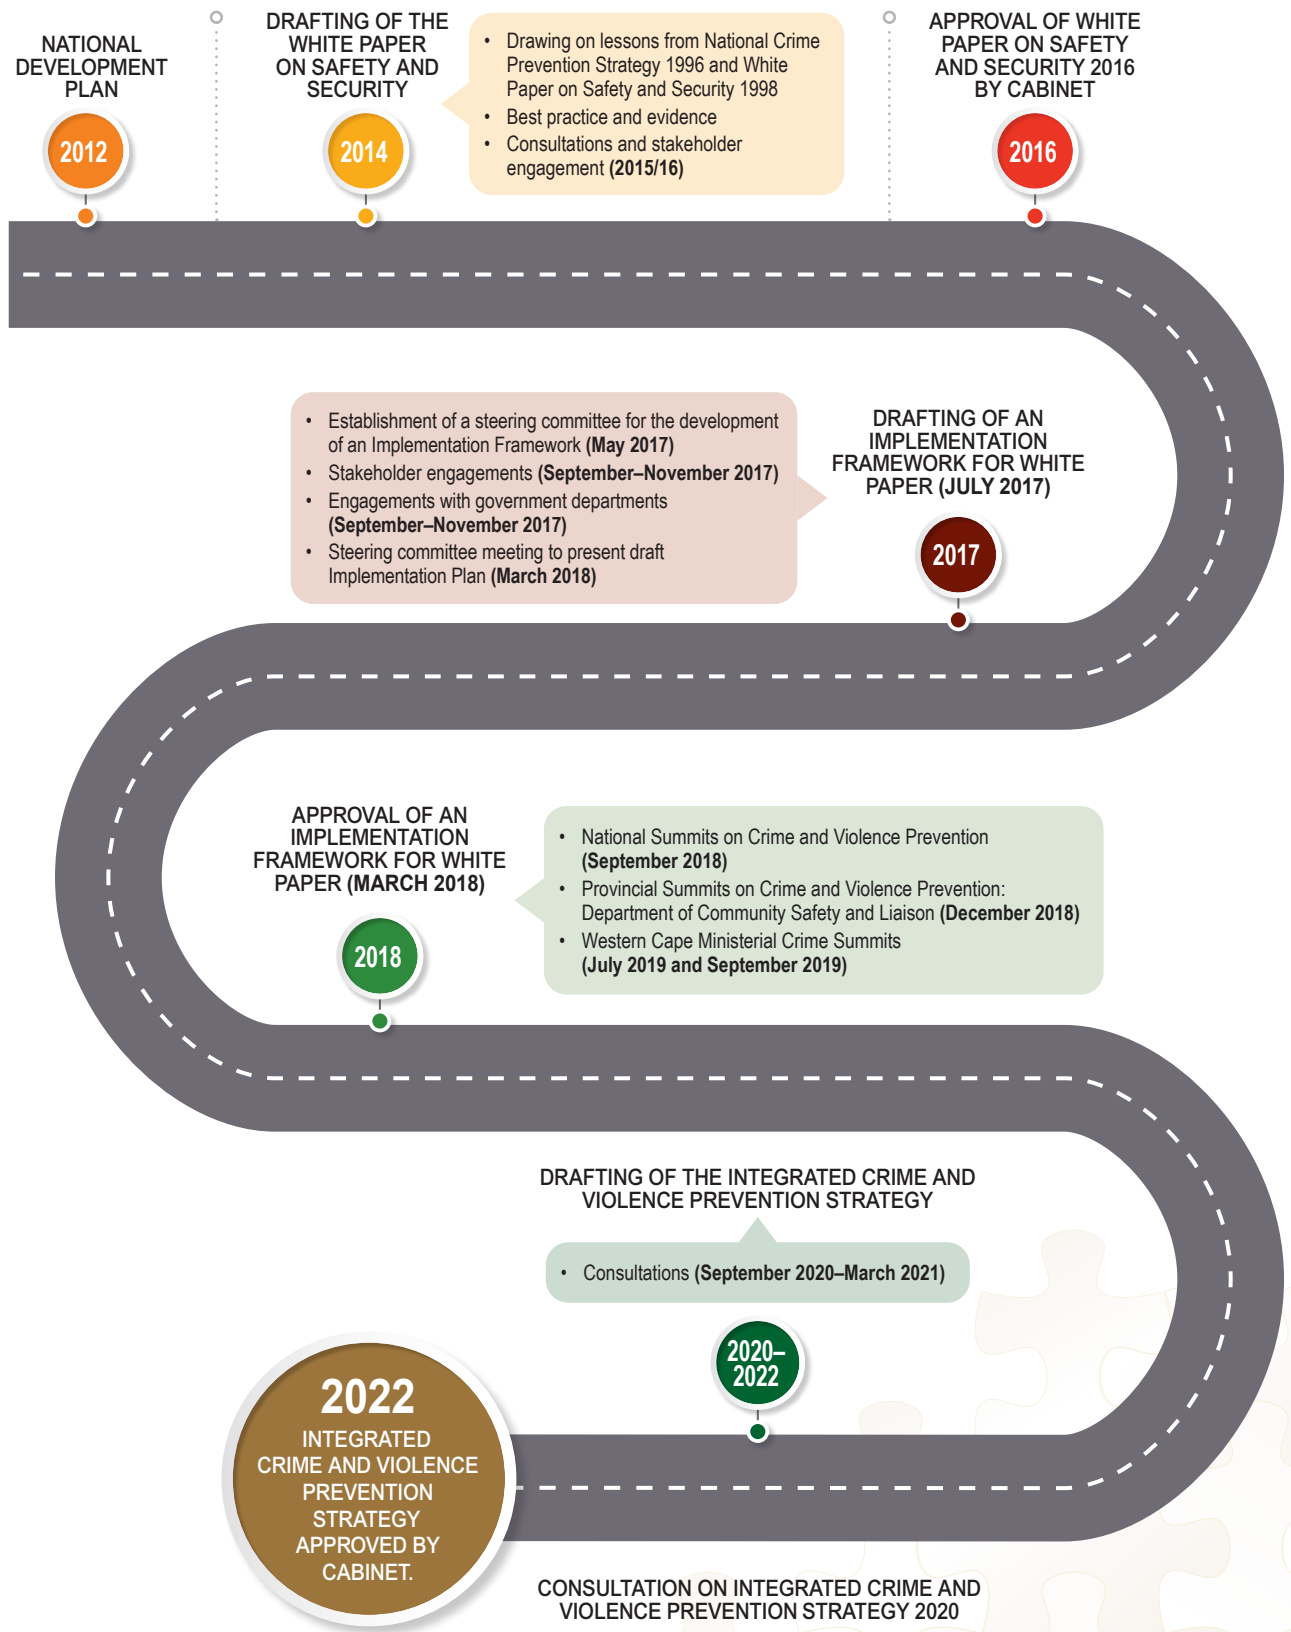 NATIONAL
DEVELOPMENT
PLAN
2012
DRAFTING OF THE
WHITE PAPER
ON SAFETY AND
SECURITY
2014
• Drawing on lessons from National Crime
Prevention Strategy 1996 and White
Paper on Safety and Security 1998
• Best practice and evidence
• Consultations and stakeholder
engagement (2015/16)
APPROVAL OF WHITE
PAPER ON SAFETY
AND SECURITY 2016
BY CABINET
2016
• Establishment of a steering committee for the development
of an Implementation Framework (May 2017)
• Stakeholder engagements (September–November 2017)
• Engagements with government departments
(September–November 2017)
• Steering committee meeting to present draft
Implementation Plan (March 2018)
DRAFTING OF AN
IMPLEMENTATION
FRAMEWORK FOR WHITE
PAPER (JULY 2017)
2017
APPROVAL OF AN
IMPLEMENTATION
FRAMEWORK FOR WHITE
PAPER (MARCH 2018)
2018
• National Summits on Crime and Violence Prevention
(September 2018)
• Provincial Summits on Crime and Violence Prevention:
Department of Community Safety and Liaison (December 2018)
• Western Cape Ministerial Crime Summits
(July 2019 and September 2019)
DRAFTING OF THE INTEGRATED CRIME AND
VIOLENCE PREVENTION STRATEGY
• Consultations (September 2020–March 2021)
2020–
2022
2022
INTEGRATED
CRIME AND VIOLENCE
PREVENTION
STRATEGY
APPROVED BY
CABINET.
CONSULTATION ON INTEGRATED CRIME AND
VIOLENCE PREVENTION STRATEGY 2020